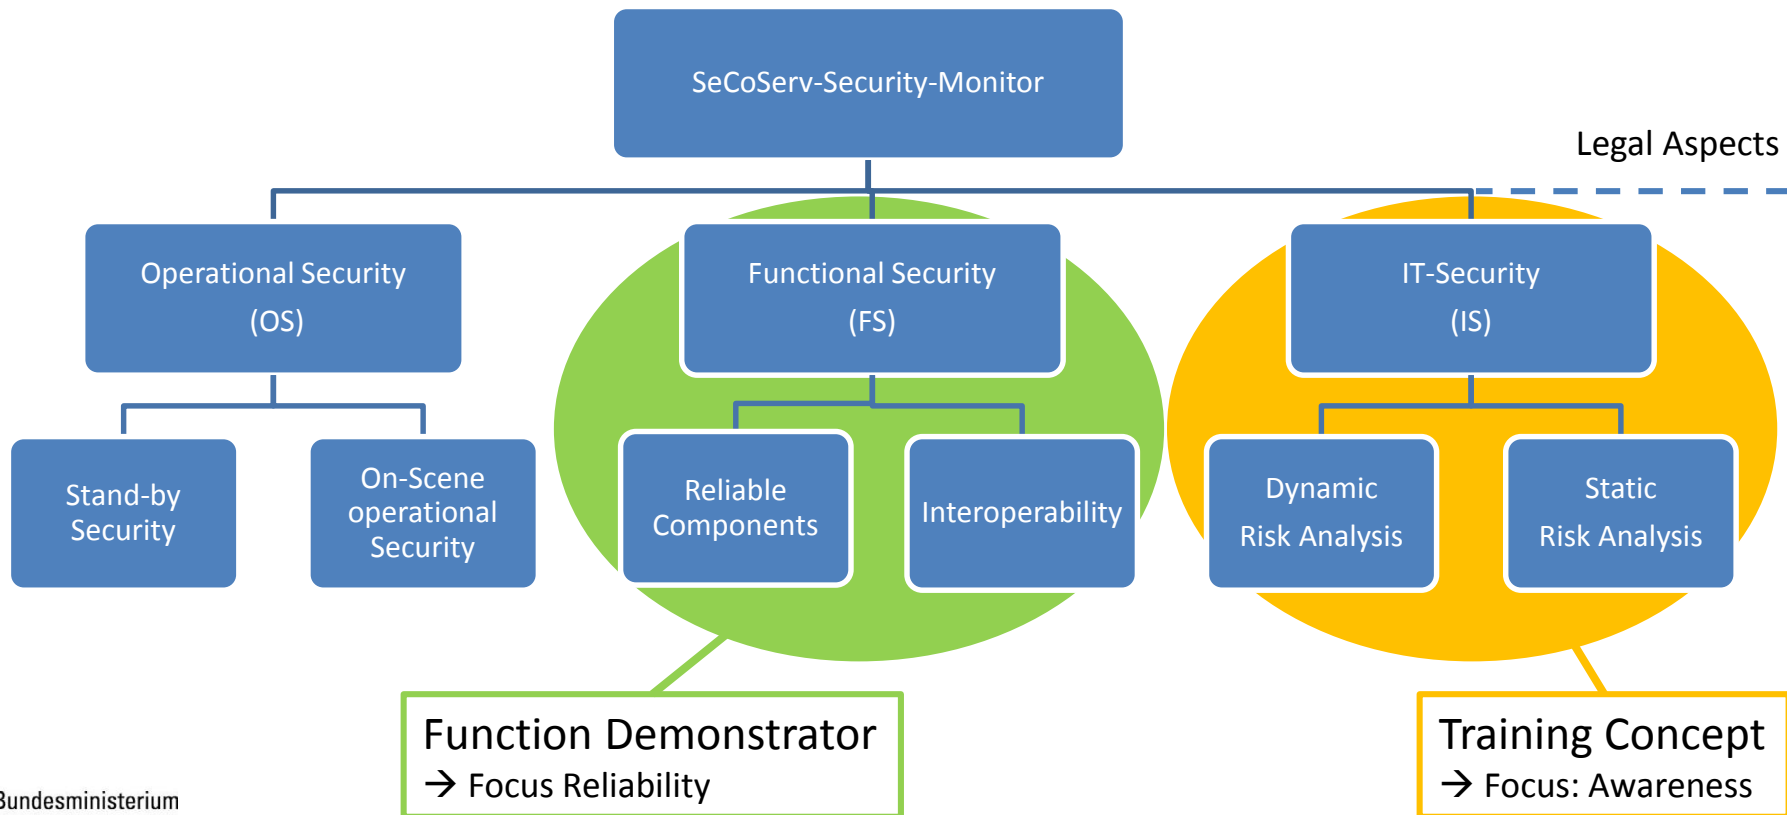 SeCoServ-Security-Monitor
Legal Aspects
Operational Security
(OS)
Functional Security
(FS)
IT-Security
(IS)
Stand-by
Security
On-Scene
operational
Security
Reliable
Components
Interoperability
Dynamic
Risk Analysis
Static
Risk Analysis
Function Demonstrator
→ Focus Reliability
Training Concept
→ Focus: Awareness
Bundesministerium